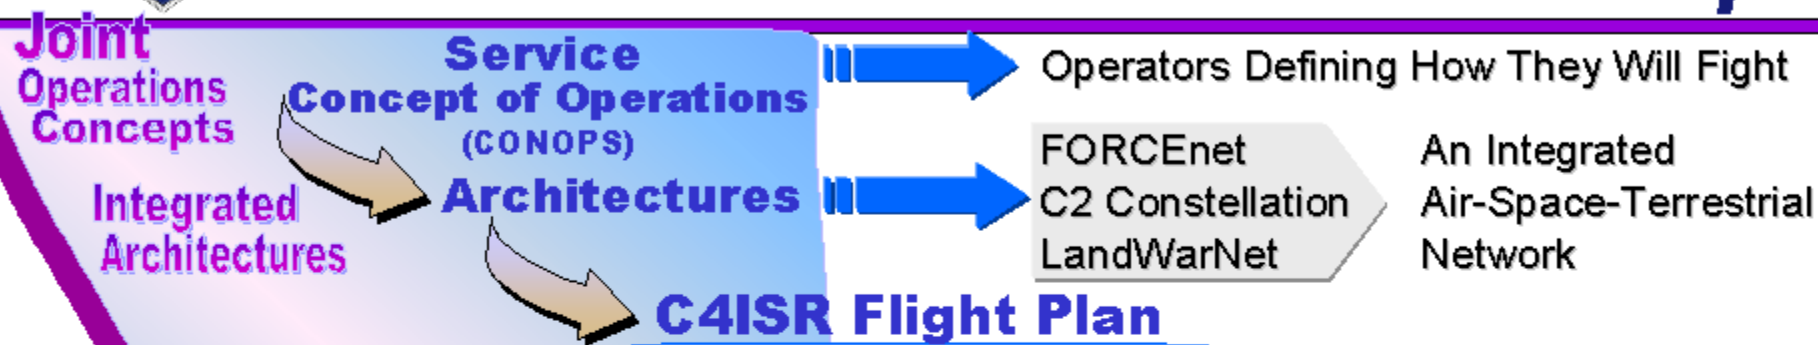 Joint
Operations
Concepts
Integrated
Architectures
Service
Concept of Operations
(CONOPS)
Architectures
C4ISR Flight Plan
Operators Defining How They Will Fight
FORCEnet
C2 Constellation
LandWarNet
An Integrated
Air-Space-Terrestrial
Network